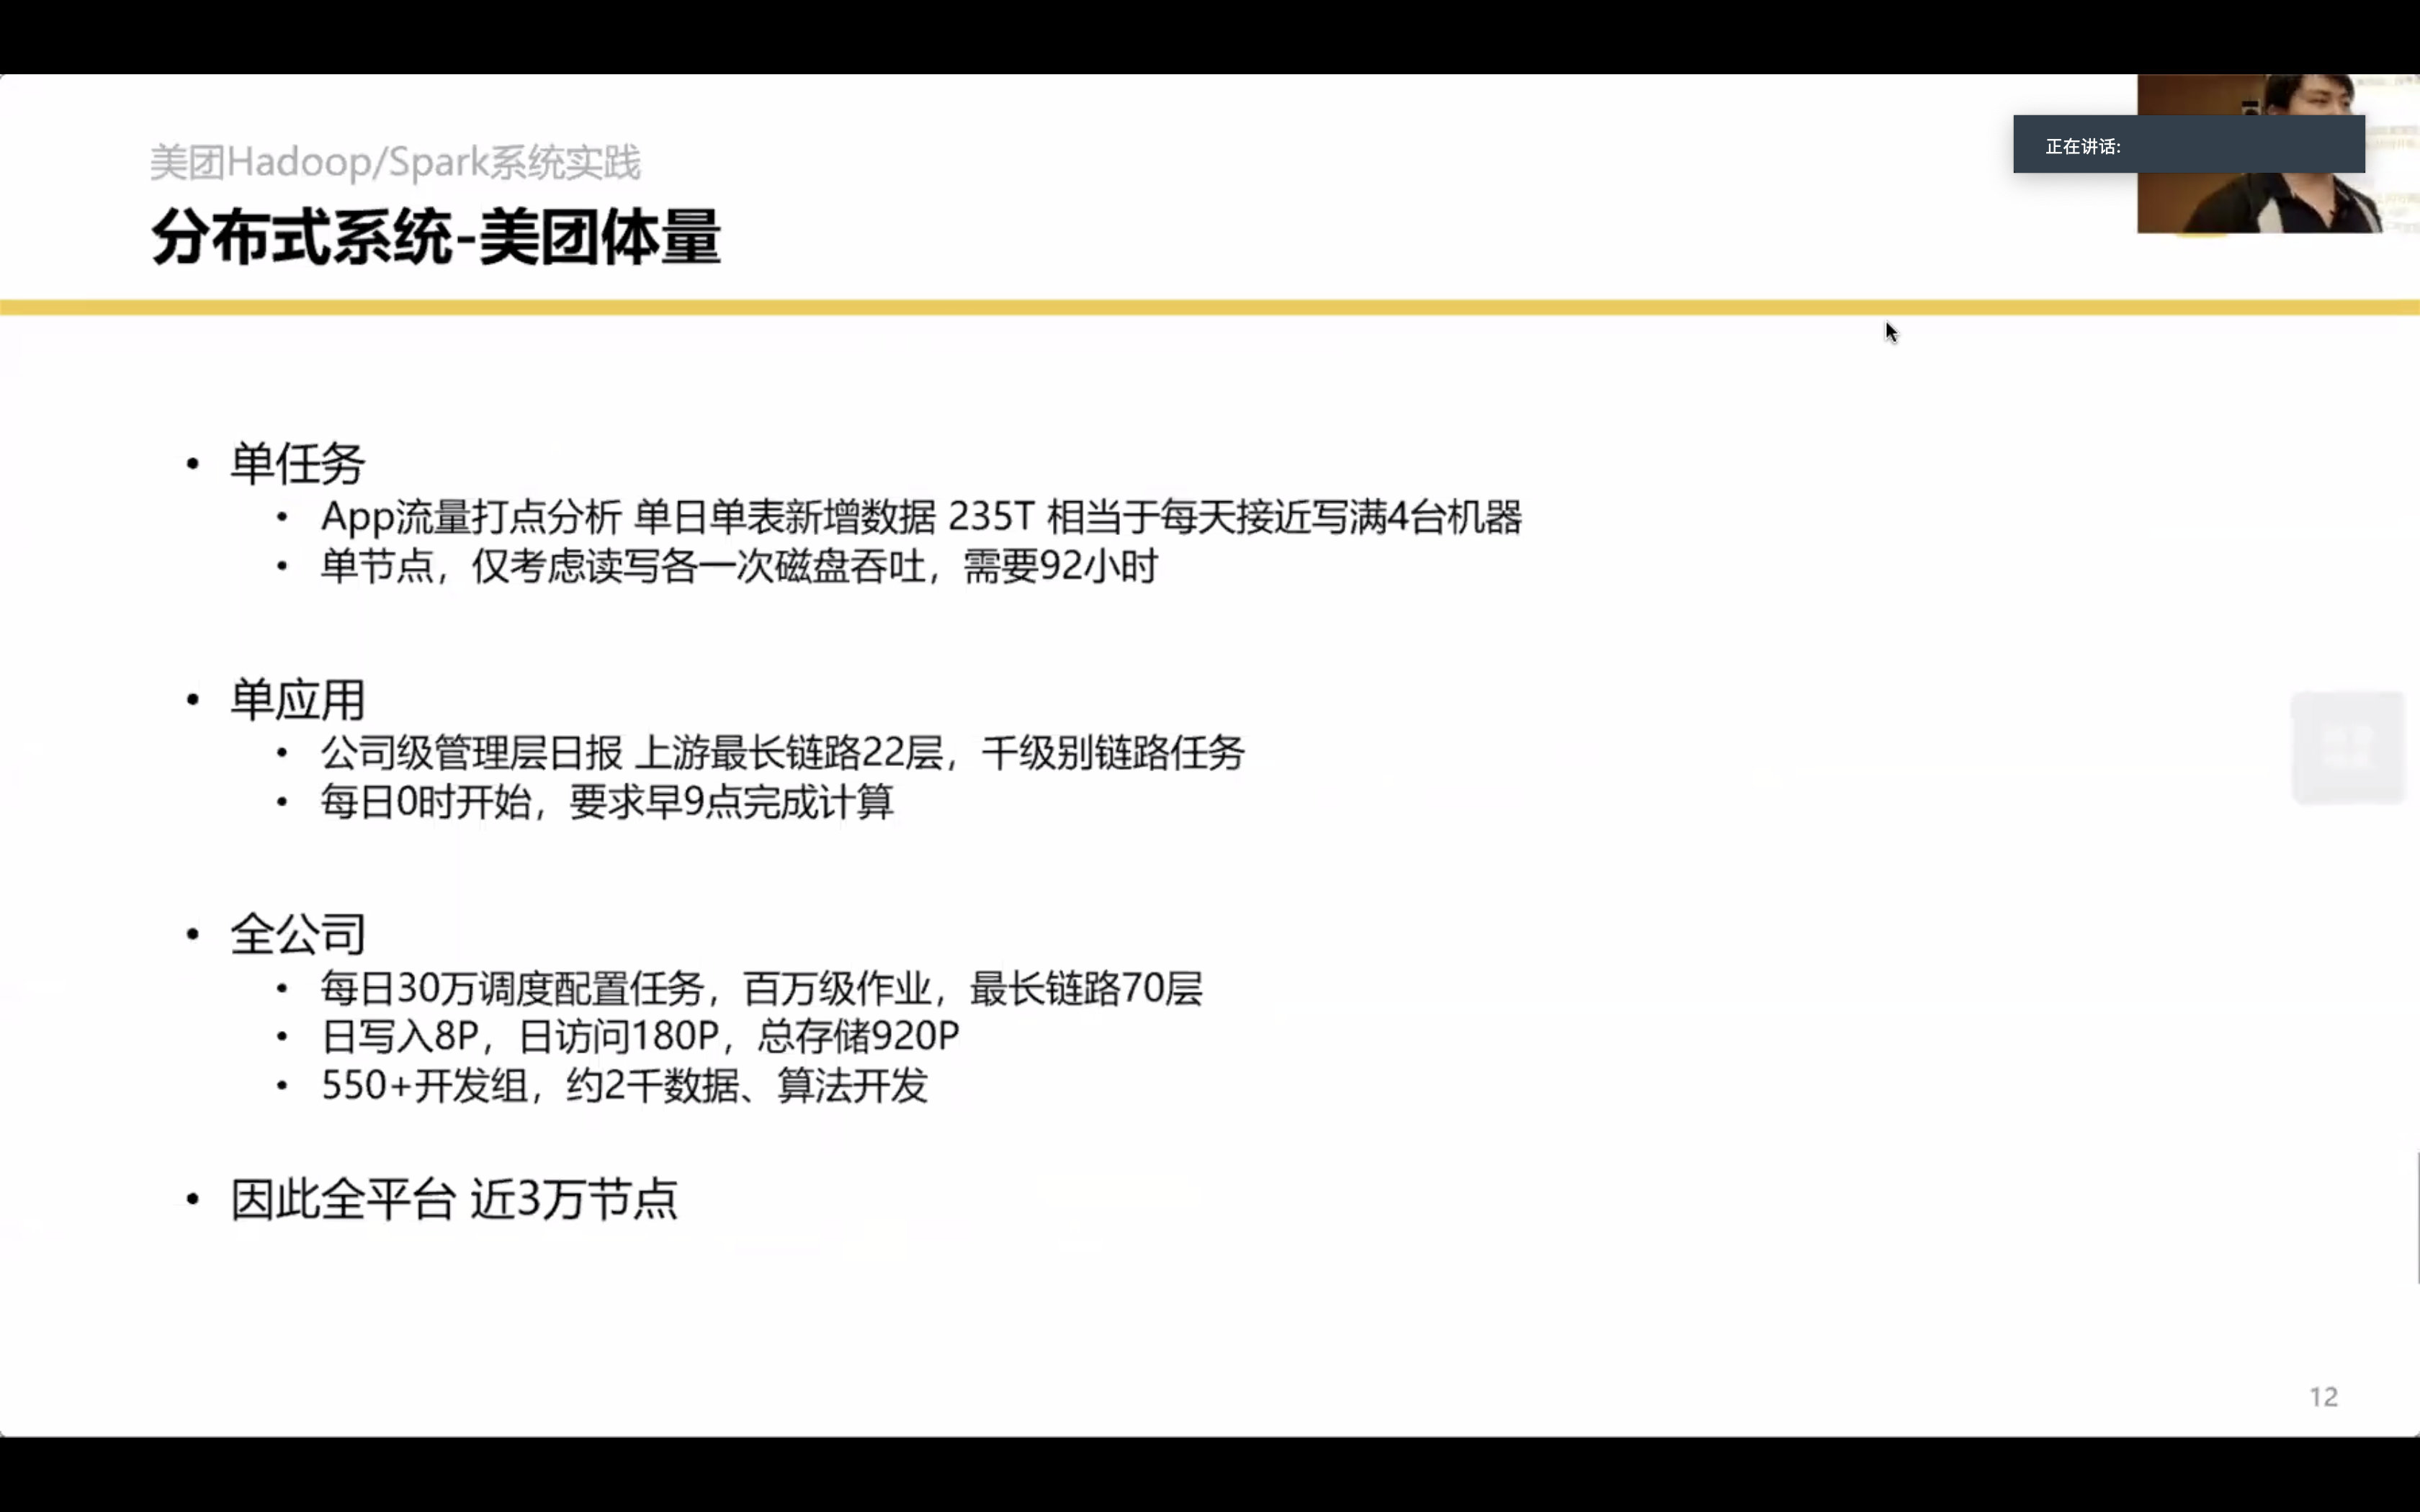 美团Hadoop/Spark系统实践
正在讲话:
分布式系统-美团体量
• 单任务
• App流量打点分析 单日单表新增数据 235T 相当于每天接近写满4台机器
• 单节点，仅考虑读写各一次磁盘吞吐，需要92小时
• 单应用
• 公司级管理层日报 上游最长链路22层，千级别链路任务
• 每日0时开始，要求早9点完成计算
• 全公司
• 每日30万调度配置任务，百万级作业，最长链路70层
• 日写入8P，日访问180P，总存储920P
• 550+开发组，约2千数据、算法开发
• 因此全平台 近3万节点
12